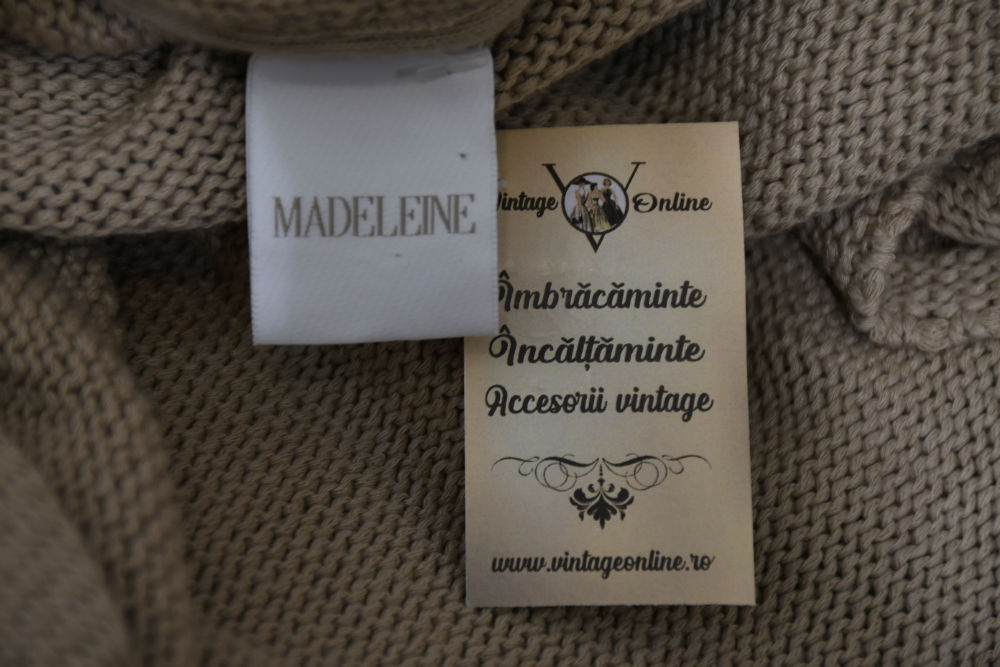 MADELEINE
Vintage Online
Îmbrăcăminte
Încălțăminte
Accesorii vintage
www.vintageonline.ro